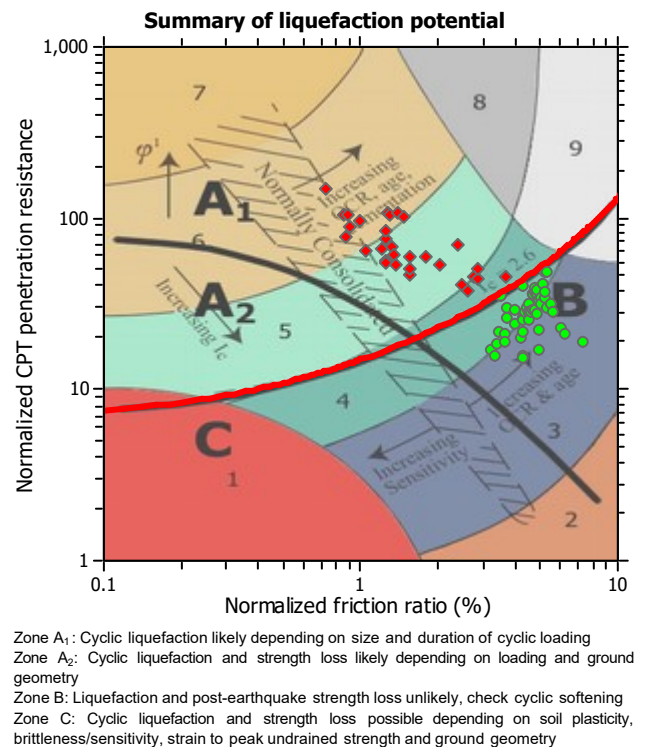 Summary of liquefaction potential
1,000
100
10
1
0.1
1
10
Normalized CPT penetration resistance
Normalized friction ratio (%)
7
8
9
φ'
A1
6
A2
5
B
4
C
1
3
2
Normally Consolidated
Increasing
OCR, age,
cementation
Increasing Ic
Ic = 2.6
Increasing
OCR & age
Increasing
Sensitivity
Zone A1: Cyclic liquefaction likely depending on size and duration of cyclic loading
Zone A2: Cyclic liquefaction and strength loss likely depending on loading and ground
geometry
Zone B: Liquefaction and post-earthquake strength loss unlikely, check cyclic softening
Zone C: Cyclic liquefaction and strength loss possible depending on soil plasticity,
brittleness/sensitivity, strain to peak undrained strength and ground geometry